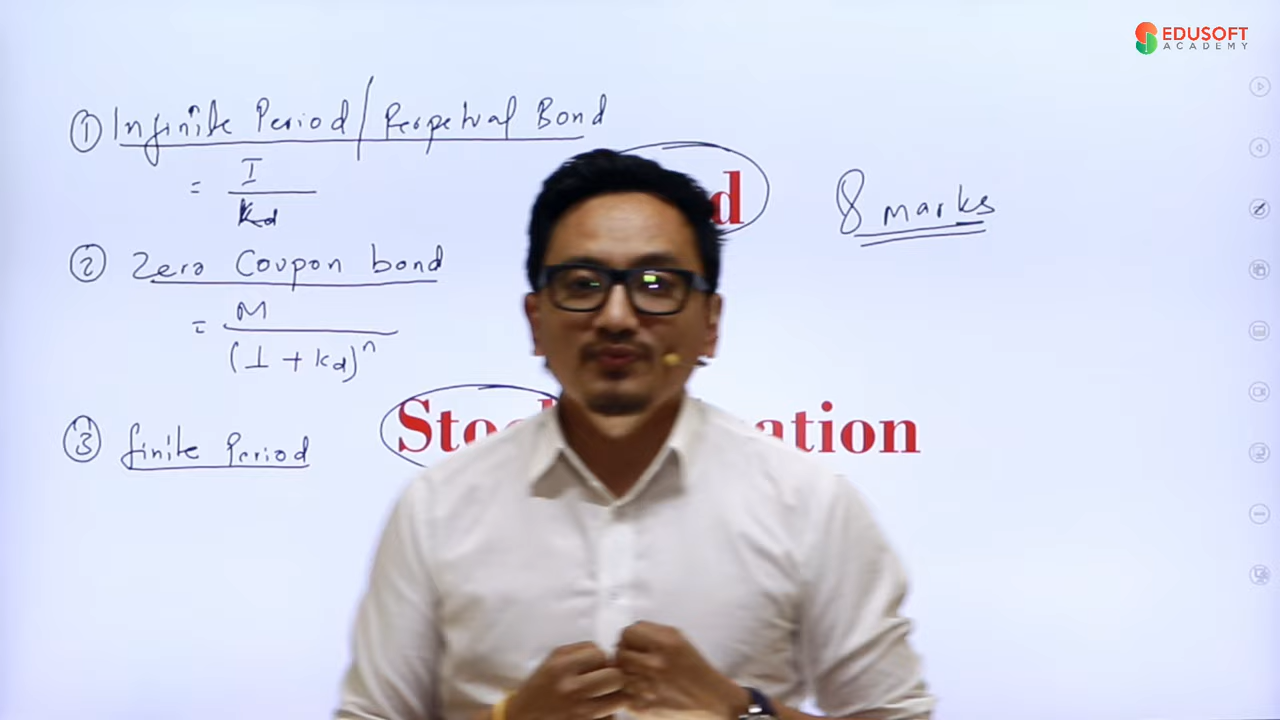 EDUSOFT
ACADEMY
① Infinite Period / Perpetual Bond
= I
kd
d
8 marks
② Zero Coupon bond
= M
(1 + kd)^n
③ finite Period